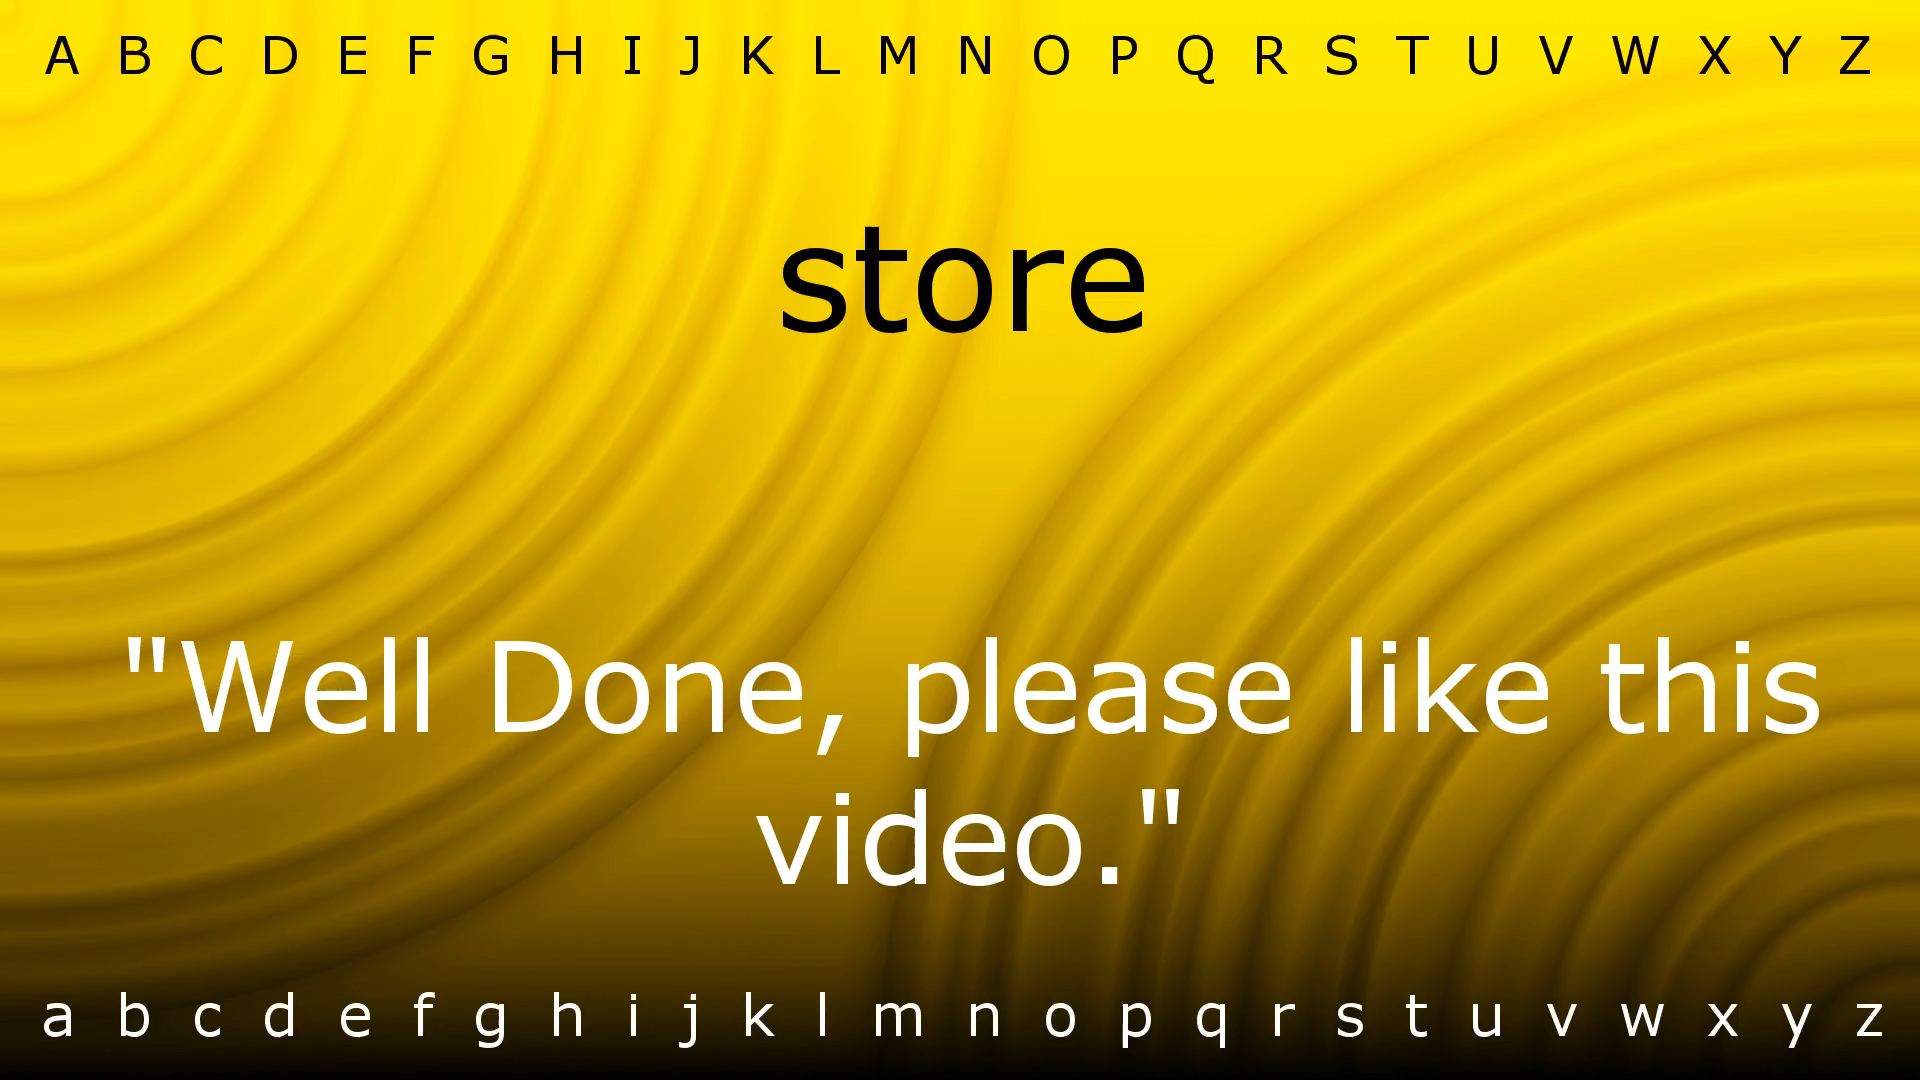 A B C D E F G H I J K L M N O P Q R S T U V W X Y Z
store
"Well Done, please like this
video."
a b c d e f g h i j k l m n o p q r s t u v w x y z